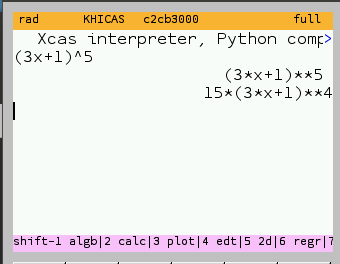 rad KHICAS c2cb3000 full
Xcas interpreter, Python comp>
(3x+1)^5
(3*x+1)**5
15*(3*x+1)**4
shift-1 algb|2 calc|3 plot|4 edt|5 2d|6 regr|7